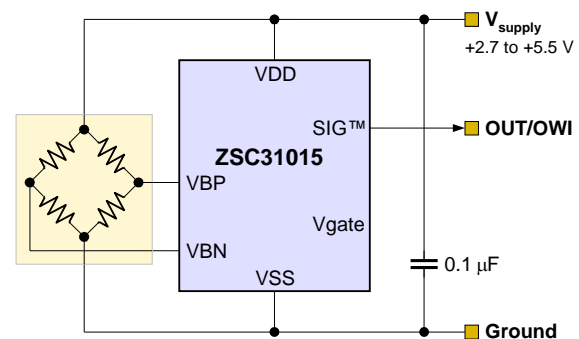 Vsupply
+2.7 to +5.5 V
VDD
SIG™
OUT/OWI
ZSC31015
VBP
Vgate
VBN
0.1 µF
VSS
Ground